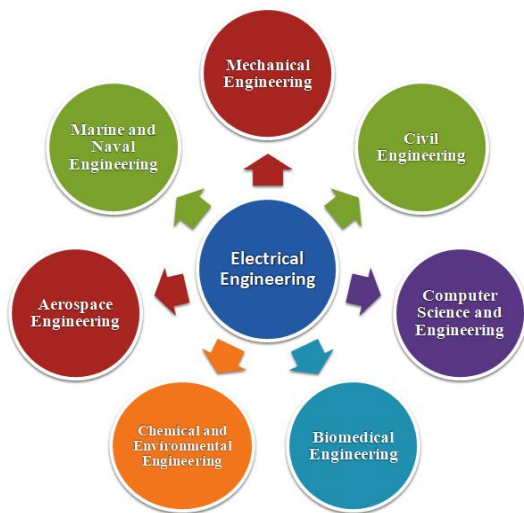 Mechanical
Engineering
Marine and
Naval
Engineering
Civil
Engineering
Electrical
Engineering
Aerospace
Engineering
Computer
Science and
Engineering
Chemical and
Environmental
Engineering
Biomedical
Engineering